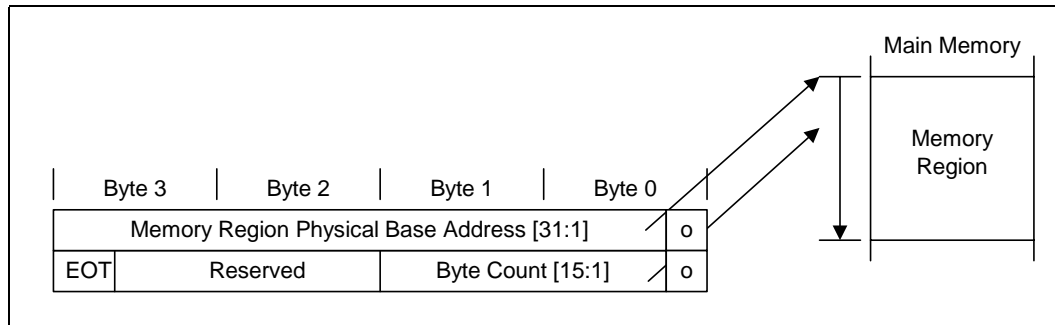 Main Memory
Memory
Region
Byte 3 Byte 2 Byte 1 Byte 0
Memory Region Physical Base Address [31:1] o
EOT Reserved Byte Count [15:1] o